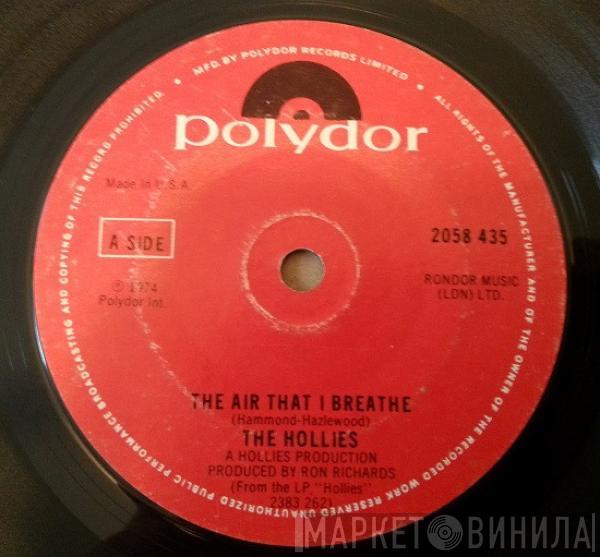 MFD. BY POLYDOR RECORDS LIMITED • ALL RIGHTS OF THE MANUFACTURER AND OF THE OWNER OF THE RECORDED WORK RESERVED UNAUTHORIZED PUBLIC PERFORMANCE BROADCASTING AND COPYING OF THIS RECORD PROHIBITED. •
polydor
Made in U.S.A.
A SIDE
2058 435
℗ 1974
Polydor Int.
RONDOR MUSIC
(LDN) LTD.
THE AIR THAT I BREATHE
(Hammond-Hazlewood)
THE HOLLIES
A HOLLIES PRODUCTION
PRODUCED BY RON RICHARDS
(From the LP, "Hollies"
2383 262)
МАРКЕТ ВИНИЛА